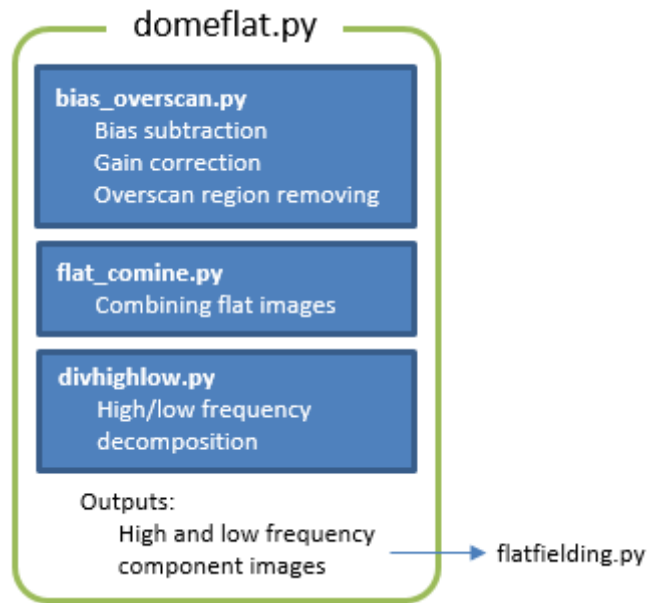 domeflat.py
bias_overscan.py
Bias subtraction
Gain correction
Overscan region removing
flat_comine.py
Combining flat images
divhighlow.py
High/low frequency
decomposition
Outputs:
High and low frequency
component images
flatfielding.py